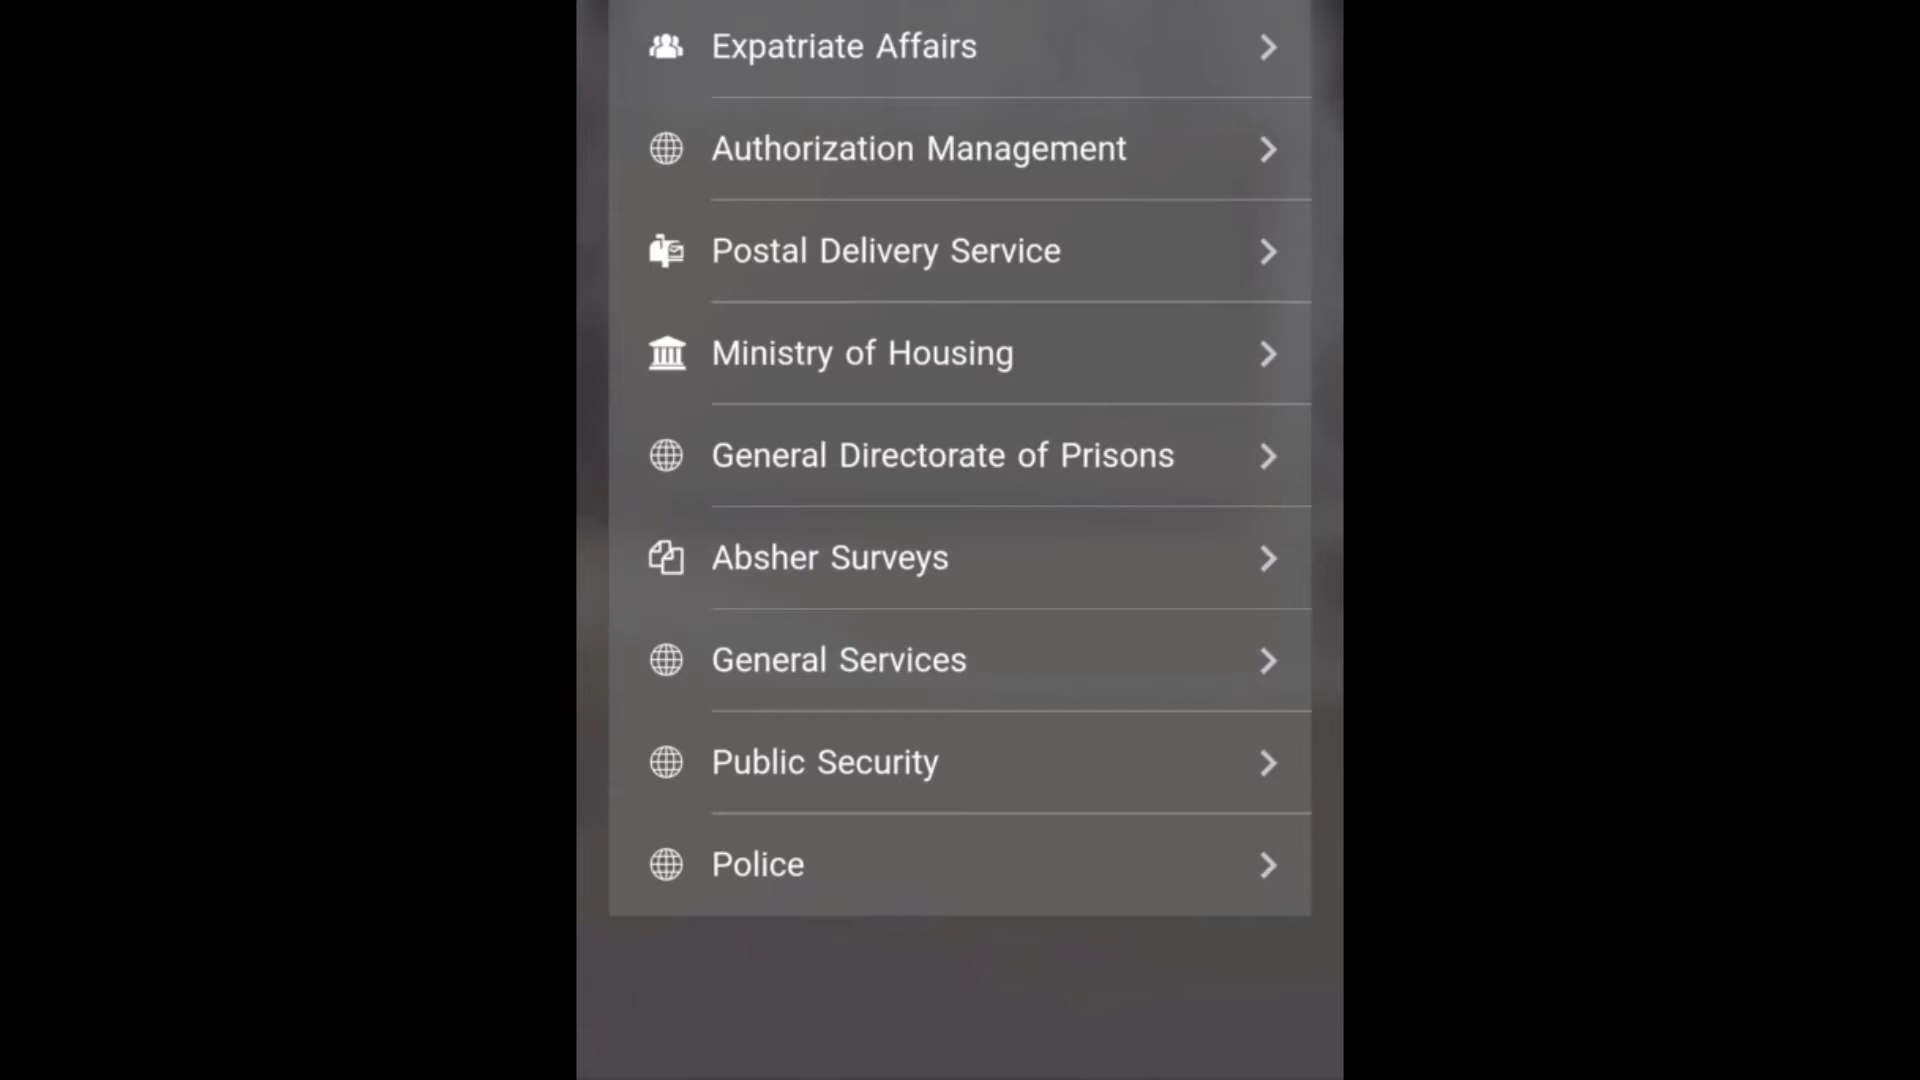 Expatriate Affairs
Authorization Management
Postal Delivery Service
Ministry of Housing
General Directorate of Prisons
Absher Surveys
General Services
Public Security
Police